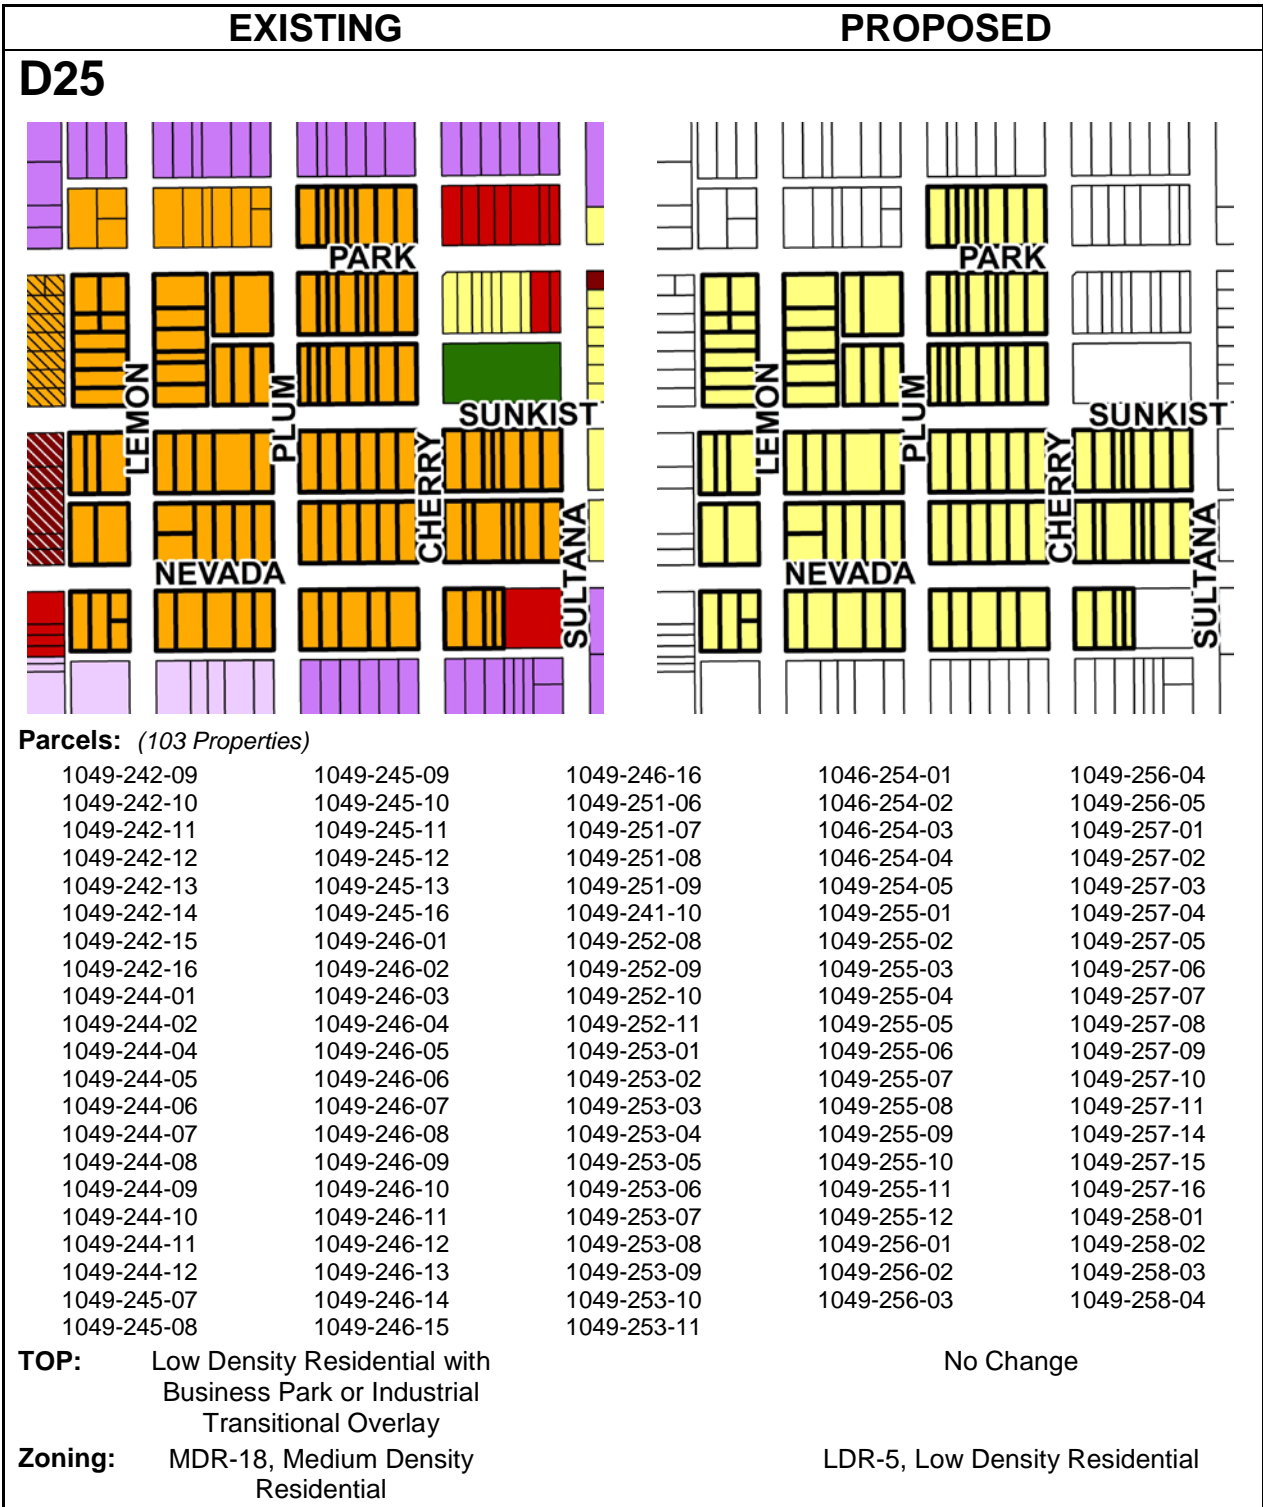 EXISTING PROPOSED
D25
PARK
LEMON
PLUM
SUNKIST
CHERRY
NEVADA
SULTANA
PARK
LEMON
PLUM
SUNKIST
CHERRY
NEVADA
SULTANA
Parcels: (103 Properties)
1049-242-09 1049-245-09 1049-246-16 1046-254-01 1049-256-04
1049-242-10 1049-245-10 1049-251-06 1046-254-02 1049-256-05
1049-242-11 1049-245-11 1049-251-07 1046-254-03 1049-257-01
1049-242-12 1049-245-12 1049-251-08 1046-254-04 1049-257-02
1049-242-13 1049-245-13 1049-251-09 1049-254-05 1049-257-03
1049-242-14 1049-245-16 1049-241-10 1049-255-01 1049-257-04
1049-242-15 1049-246-01 1049-252-08 1049-255-02 1049-257-05
1049-242-16 1049-246-02 1049-252-09 1049-255-03 1049-257-06
1049-244-01 1049-246-03 1049-252-10 1049-255-04 1049-257-07
1049-244-02 1049-246-04 1049-252-11 1049-255-05 1049-257-08
1049-244-04 1049-246-05 1049-253-01 1049-255-06 1049-257-09
1049-244-05 1049-246-06 1049-253-02 1049-255-07 1049-257-10
1049-244-06 1049-246-07 1049-253-03 1049-255-08 1049-257-11
1049-244-07 1049-246-08 1049-253-04 1049-255-09 1049-257-14
1049-244-08 1049-246-09 1049-253-05 1049-255-10 1049-257-15
1049-244-09 1049-246-10 1049-253-06 1049-255-11 1049-257-16
1049-244-10 1049-246-11 1049-253-07 1049-255-12 1049-258-01
1049-244-11 1049-246-12 1049-253-08 1049-256-01 1049-258-02
1049-244-12 1049-246-13 1049-253-09 1049-256-02 1049-258-03
1049-245-07 1049-246-14 1049-253-10 1049-256-03 1049-258-04
1049-245-08 1049-246-15 1049-253-11
TOP: Low Density Residential with No Change
Business Park or Industrial
Transitional Overlay
Zoning: MDR-18, Medium Density LDR-5, Low Density Residential
Residential